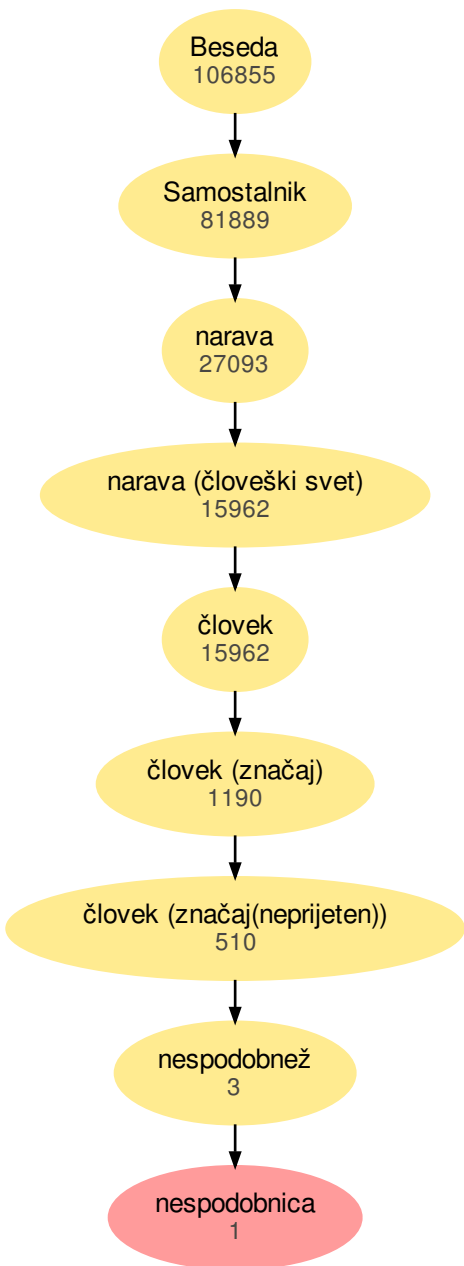 Beseda
106855
Samostalnik
81889
narava
27093
narava (človeški svet)
15962
človek
15962
človek (značaj)
1190
človek (značaj(neprijeten))
510
nespodobnež
3
nespodobnica
1